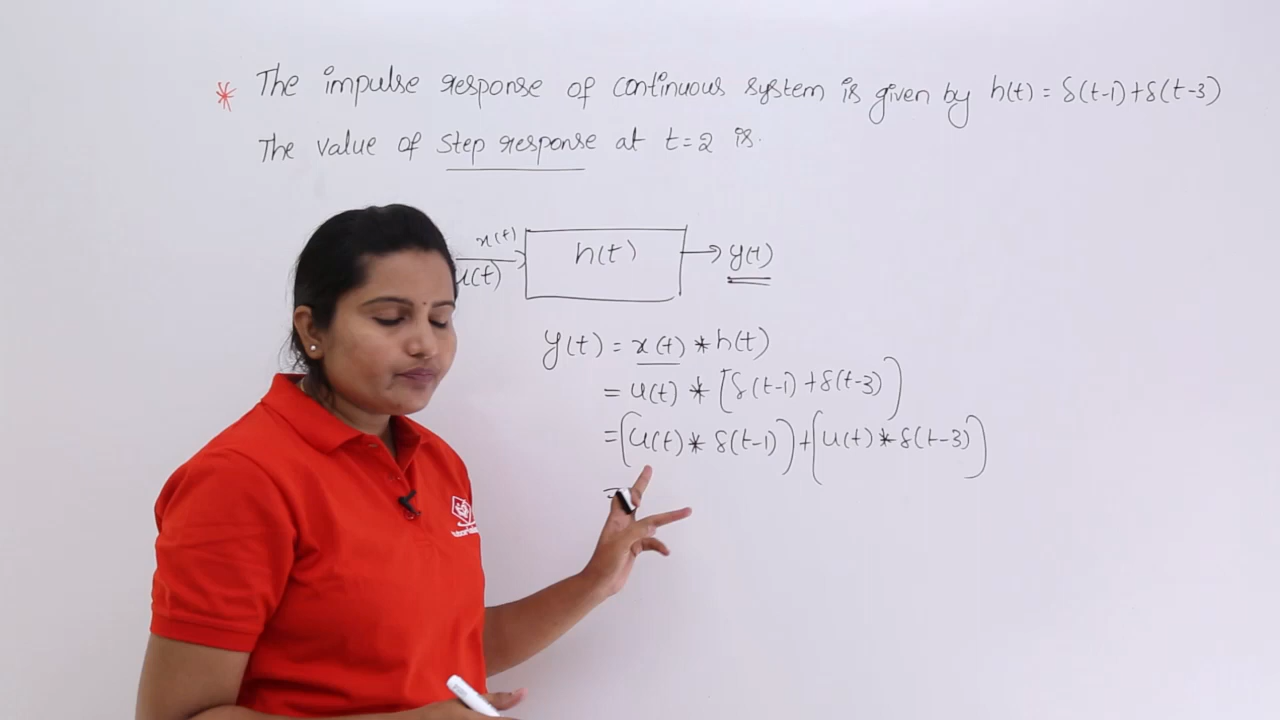 * The impulse response of continuous system is given by h(t) = δ(t-1)+δ(t-3)
The value of step response at t=2 is.
x(t)
u(t)
h(t)
y(t)
y(t) = x(t) * h(t)
= u(t) * [δ(t-1)+δ(t-3)]
= (u(t) * δ(t-1)) + (u(t) * δ(t-3))
=